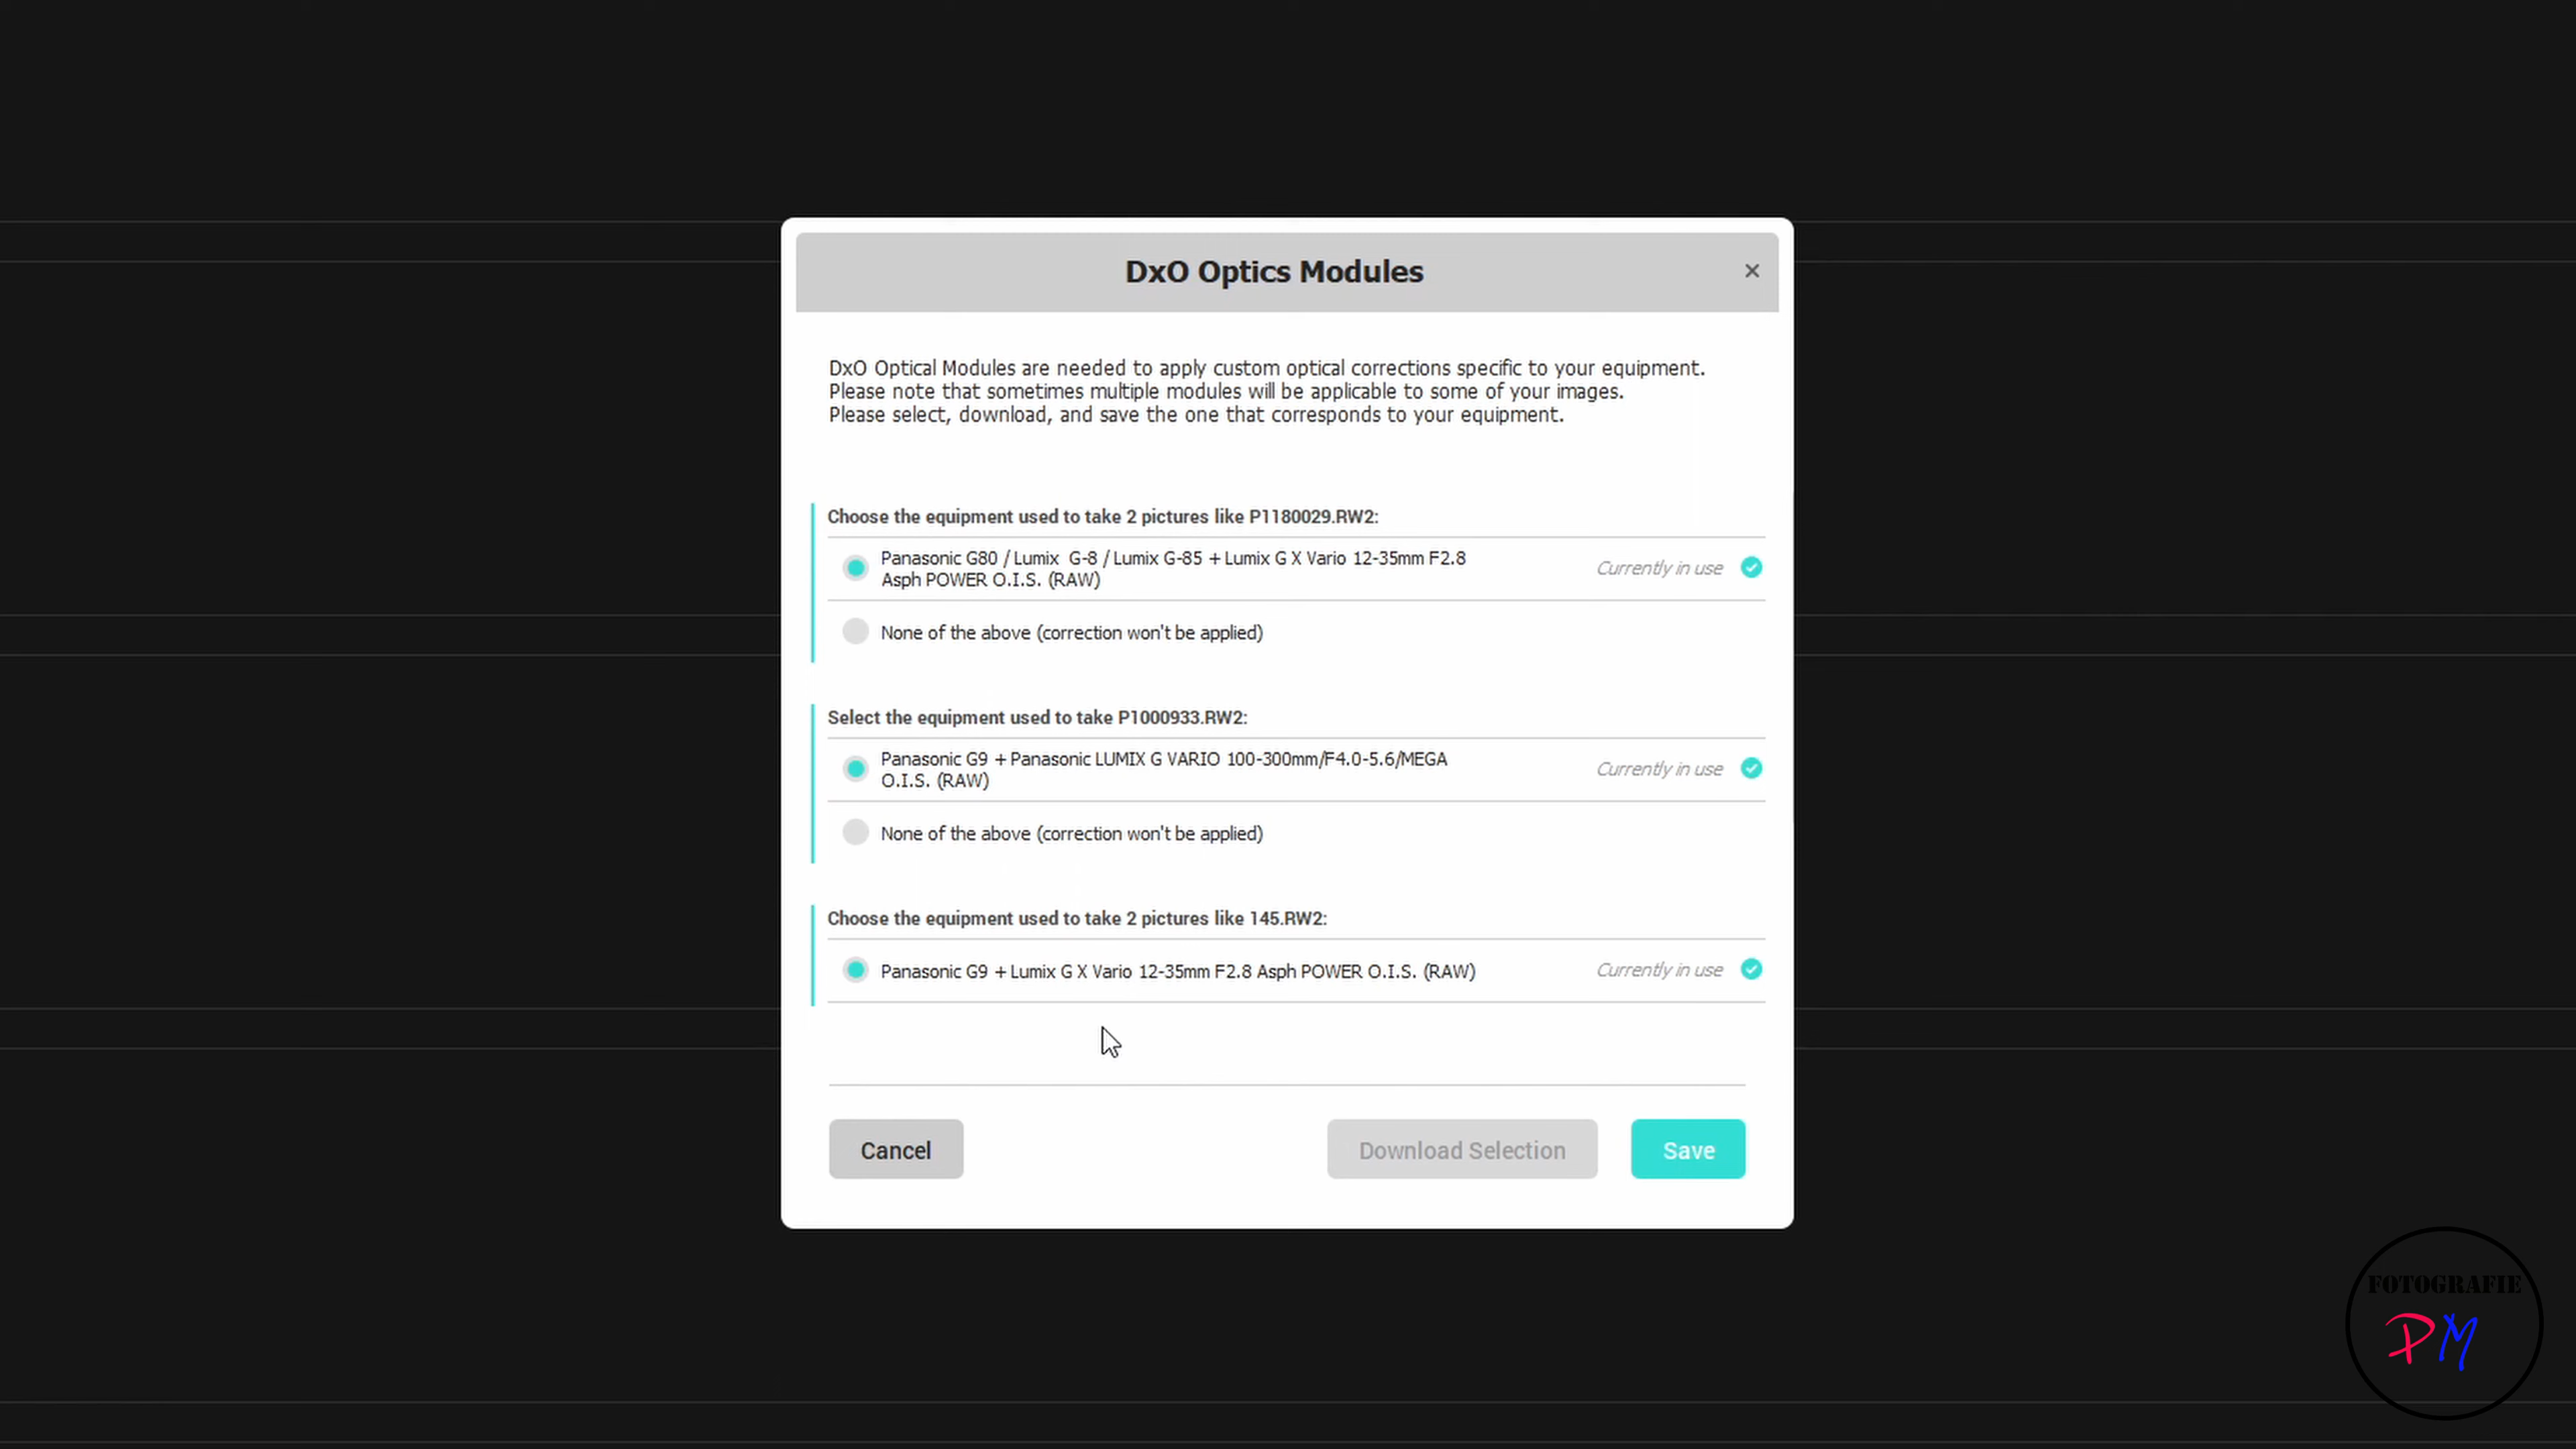 DxO Optics Modules
DxO Optical Modules are needed to apply custom optical corrections specific to your equipment.
Please note that sometimes multiple modules will be applicable to some of your images.
Please select, download, and save the one that corresponds to your equipment.
Choose the equipment used to take 2 pictures like P1180029.RW2:
Panasonic G80 / Lumix  G-8 / Lumix G-85 + Lumix G X Vario 12-35mm F2.8
Asph POWER O.I.S. (RAW)
Currently in use
None of the above (correction won't be applied)
Select the equipment used to take P1000933.RW2:
Panasonic G9 + Panasonic LUMIX G VARIO 100-300mm/F4.0-5.6/MEGA
O.I.S. (RAW)
Currently in use
None of the above (correction won't be applied)
Choose the equipment used to take 2 pictures like 145.RW2:
Panasonic G9 + Lumix G X Vario 12-35mm F2.8 Asph POWER O.I.S. (RAW)
Currently in use
Cancel
Download Selection
Save
FOTOGRAFIE
PM